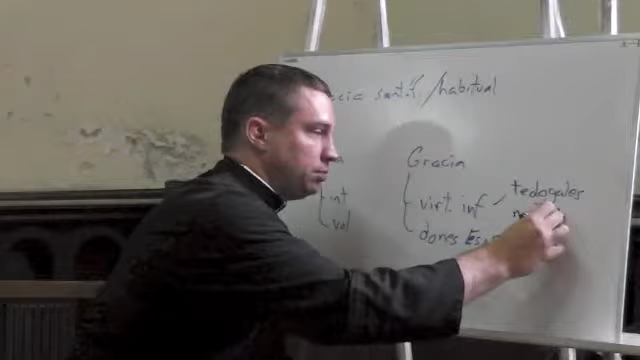 cia santif /habitual
Gracia
int
virt. inf
teologales
vol
dones Es